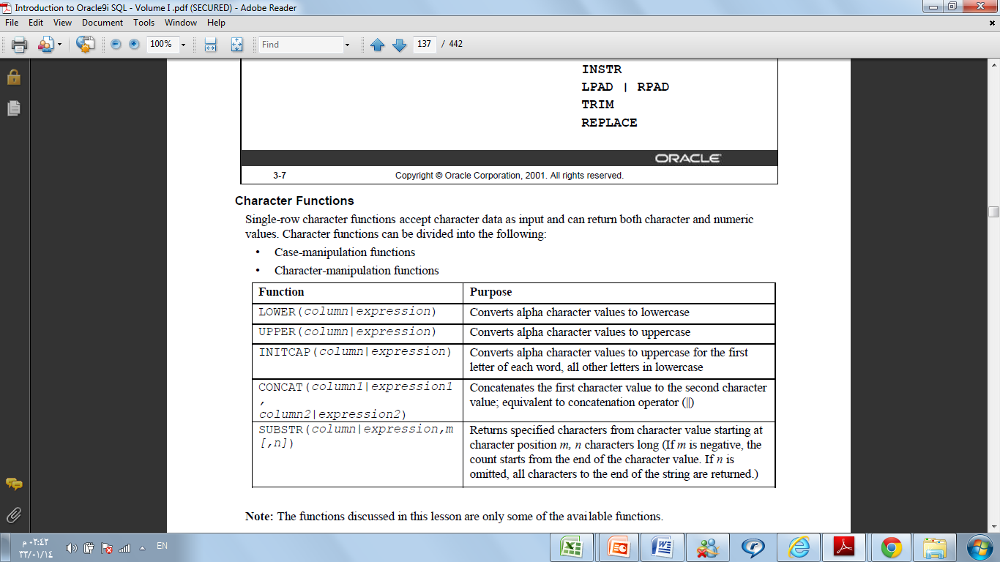 Introduction to Oracle9i SQL - Volume I .pdf (SECURED) - Adobe Reader
File Edit View Document Tools Window Help
100% Find 137 / 442
INSTR
LPAD | RPAD
TRIM
REPLACE
ORACLE
3-7 Copyright © Oracle Corporation, 2001. All rights reserved.
Character Functions
Single-row character functions accept character data as input and can return both character and numeric
values. Character functions can be divided into the following:
• Case-manipulation functions
• Character-manipulation functions
Function Purpose
LOWER(column|expression) Converts alpha character values to lowercase
UPPER(column|expression) Converts alpha character values to uppercase
INITCAP(column|expression) Converts alpha character values to uppercase for the first
letter of each word, all other letters in lowercase
CONCAT(column1|expression1
,
column2|expression2)
Concatenates the first character value to the second character
value; equivalent to concatenation operator (||)
SUBSTR(column|expression,m
[,n])
Returns specified characters from character value starting at
character position m, n characters long (If m is negative, the
count starts from the end of the character value. If n is
omitted, all characters to the end of the string are returned.)
Note: The functions discussed in this lesson are only some of the available functions.
٠٢:٤٢ م
٣٣/٠١/١٤
EN